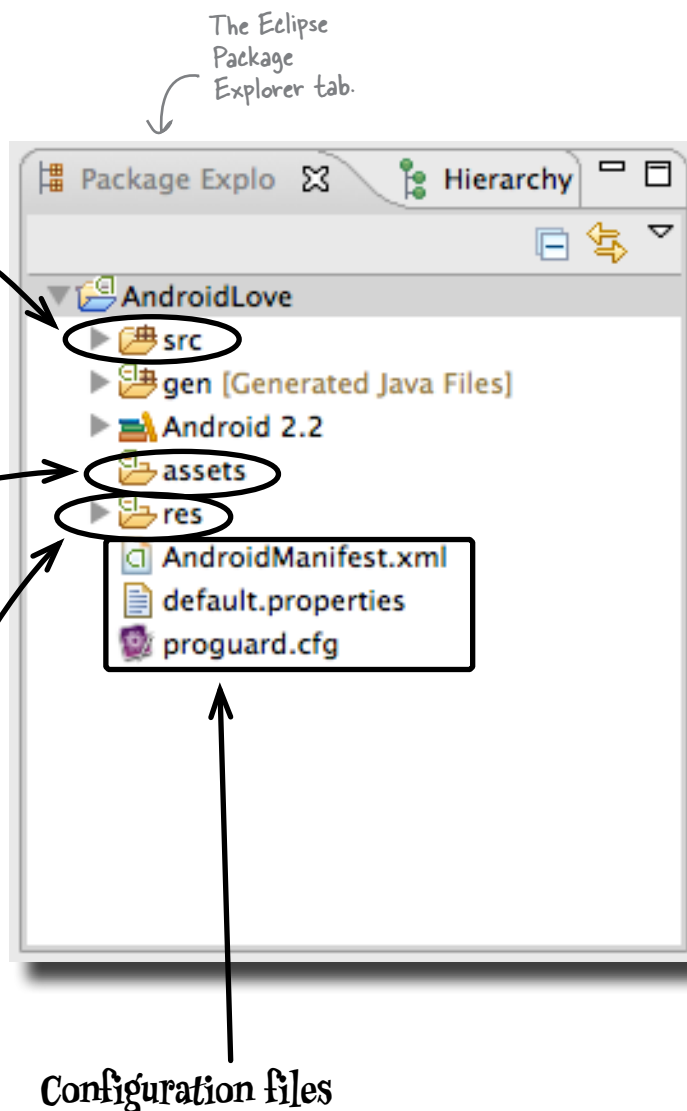 The Eclipse
Package
Explorer tab.
Package Explo
Hierarchy
AndroidLove
src
gen [Generated Java Files]
Android 2.2
assets
res
AndroidManifest.xml
default.properties
proguard.cfg
Configuration files